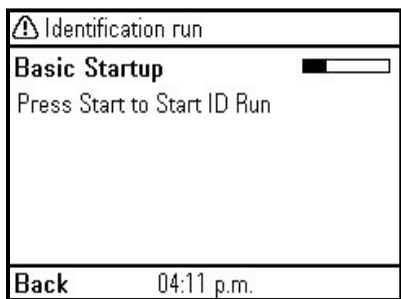 Identification run
Basic Startup
Press Start to Start ID Run
Back 04:11 p.m.